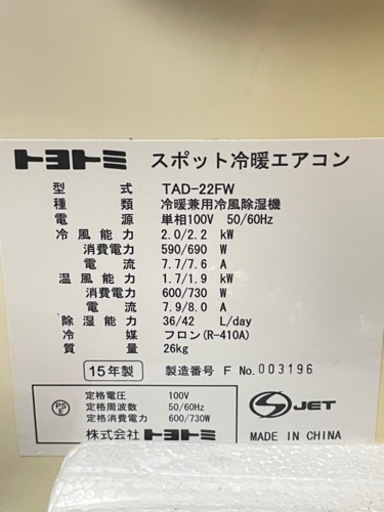 トヨトミ スポット冷暖エアコン
型式 TAD-22FW
種類 冷暖兼用冷風除湿機
電源 単相100V 50/60Hz
冷風能力 2.0/2.2 kW
消費電力 590/690 W
電流 7.7/7.6 A
温風能力 1.7/1.9 kW
消費電力 600/730 W
電流 7.9/8.0 A
除湿能力 36/42 L/day
冷媒 フロン(R-410A)
質量 26kg
15年製 製造番号 F No.003196
PSE
定格電圧 100V
定格周波数 50/60Hz
定格消費電力 600/730W
株式会社トヨトミ
S JET
MADE IN CHINA